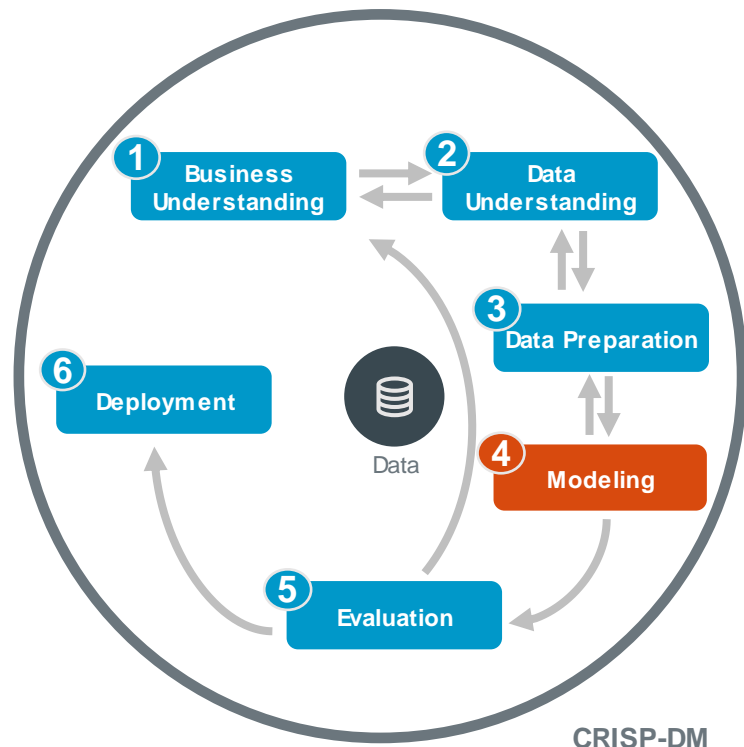 1
Business
Understanding
2
Data
Understanding
3
Data Preparation
4
Modeling
5
Evaluation
6
Deployment
Data
CRISP-DM